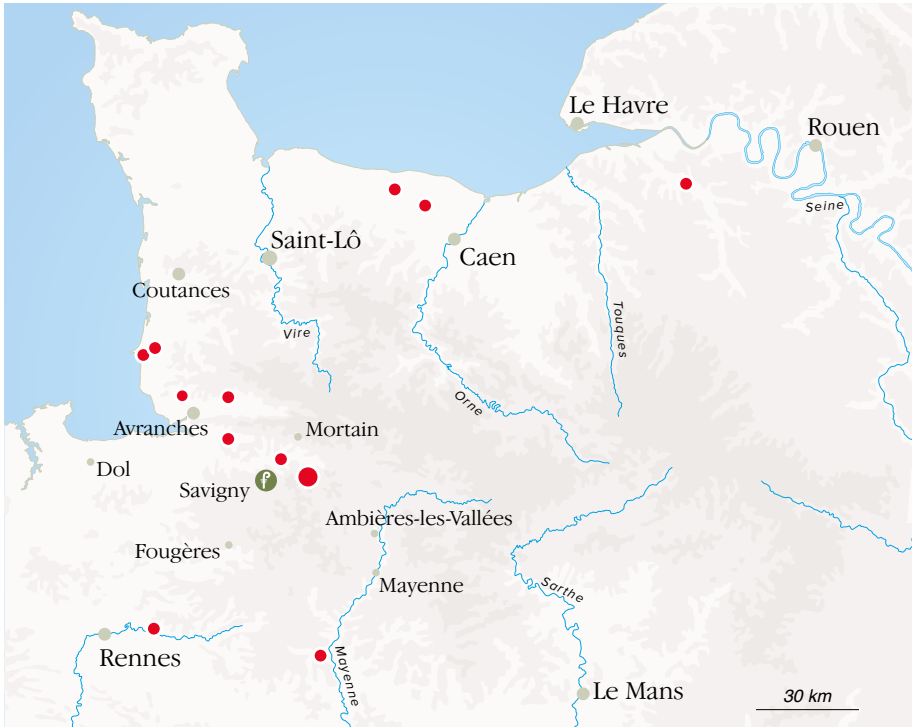 Le Havre
Rouen
Seine
Saint-Lô
Caen
Coutances
Vire
Touques
Orne
Avranches
Mortain
Dol
Savigny
f
Ambières-les-Vallées
Fougères
Mayenne
Sarthe
Rennes
Mayenne
Le Mans
30 km